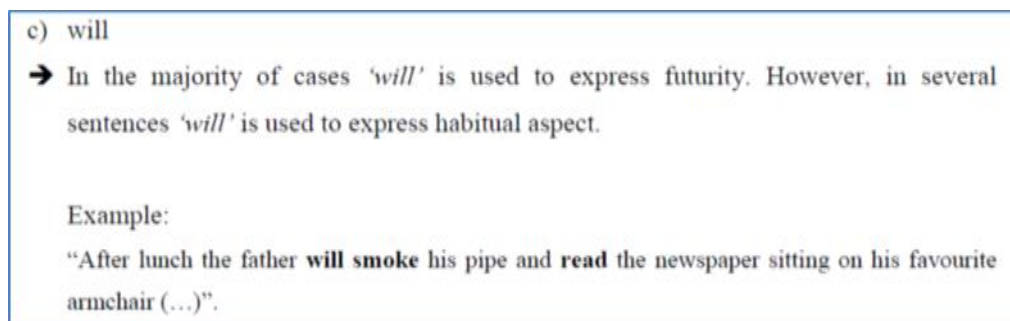 c) will
➔ In the majority of cases ‘will’ is used to express futurity. However, in several
sentences ‘will’ is used to express habitual aspect.
Example:
“After lunch the father will smoke his pipe and read the newspaper sitting on his favourite
armchair (…)”.